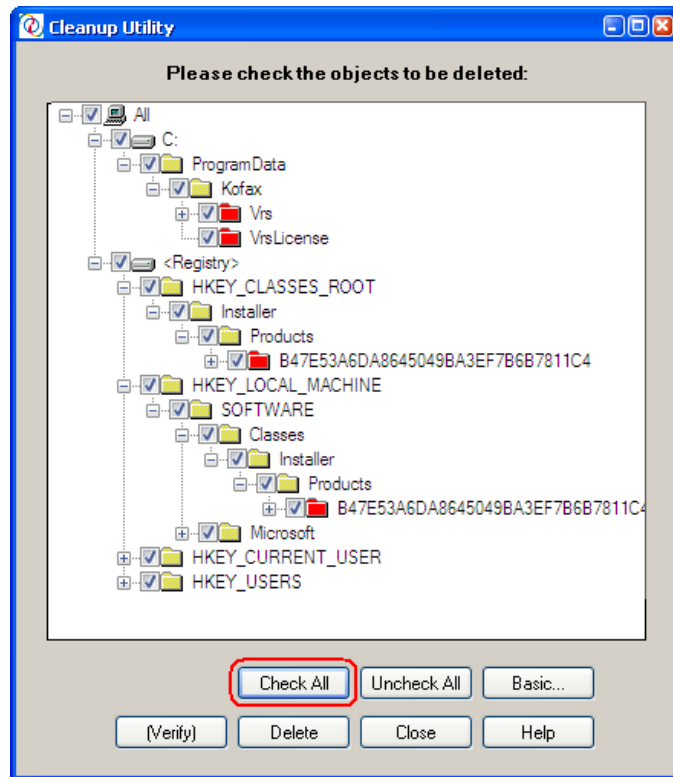 Cleanup Utility
Please check the objects to be deleted:
All
C:
ProgramData
Kofax
Vrs
VrsLicense
<Registry>
HKEY_CLASSES_ROOT
Installer
Products
B47E53A6DA8645049BA3EF7B6B7811C4
HKEY_LOCAL_MACHINE
SOFTWARE
Classes
Installer
Products
B47E53A6DA8645049BA3EF7B6B7811C4
Microsoft
HKEY_CURRENT_USER
HKEY_USERS
Check All Uncheck All Basic...
(Verify) Delete Close Help